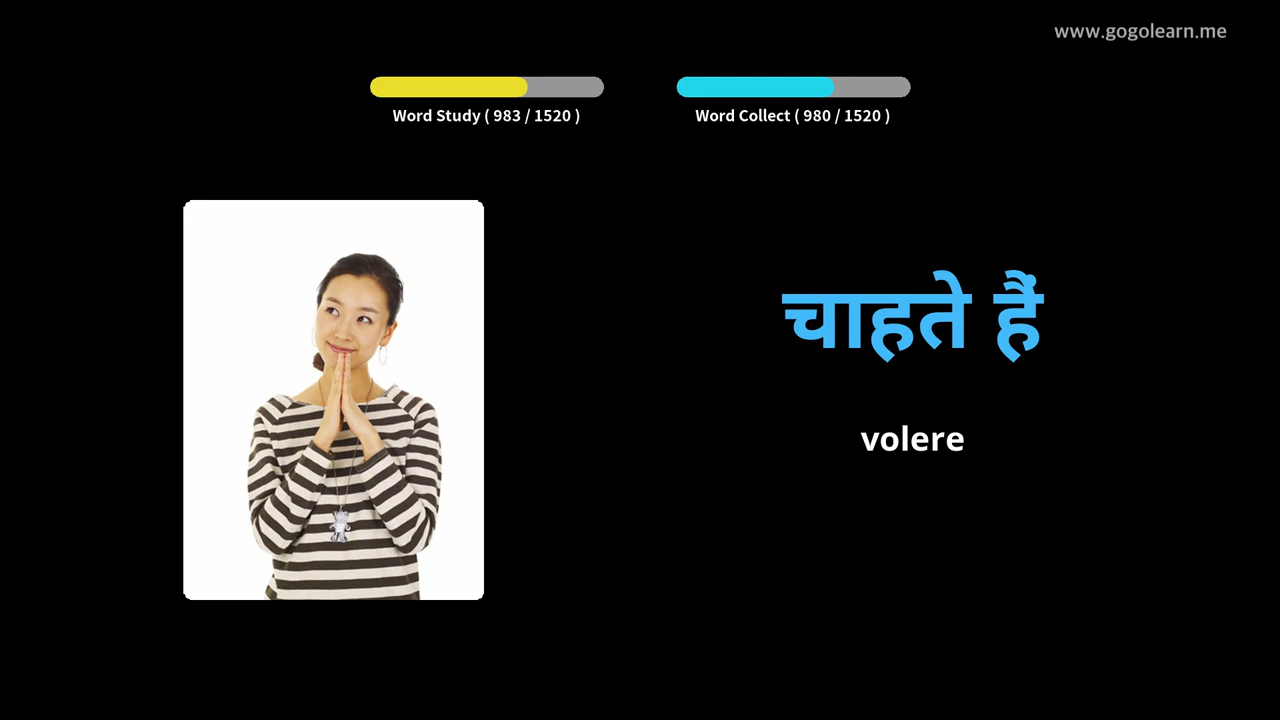 www.gogolearn.me
Word Study ( 983 / 1520 )
Word Collect ( 980 / 1520 )
चाहते हैं
volere